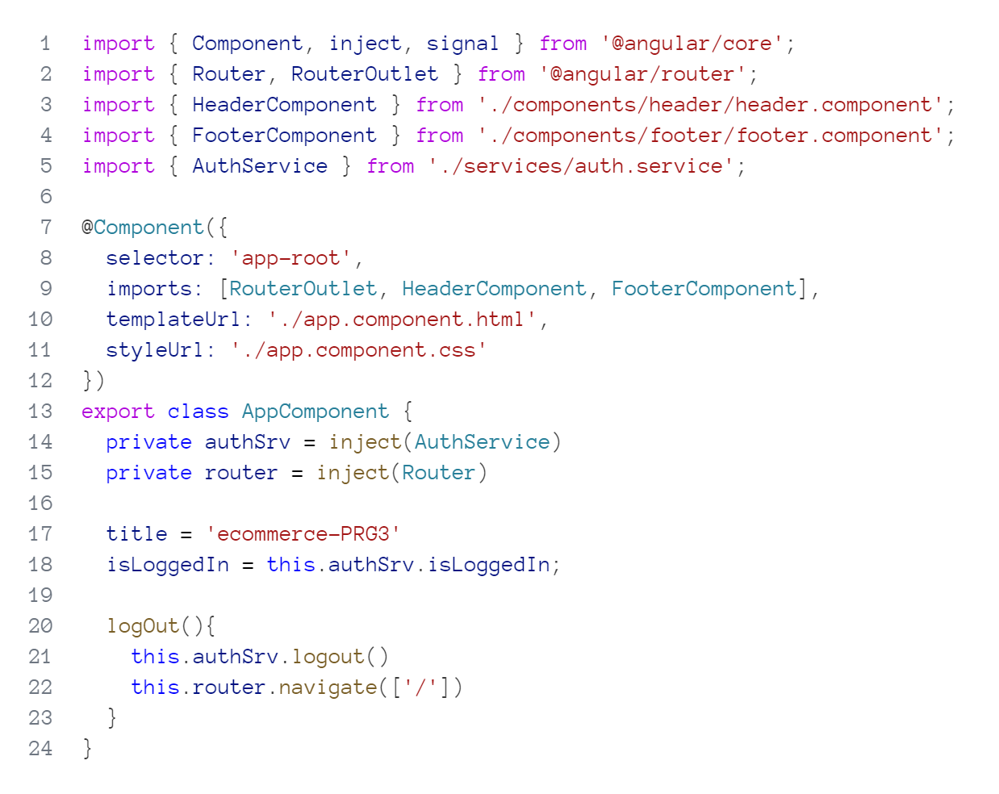 1 import { Component, inject, signal } from '@angular/core';
2 import { Router, RouterOutlet } from '@angular/router';
3 import { HeaderComponent } from './components/header/header.component';
4 import { FooterComponent } from './components/footer/footer.component';
5 import { AuthService } from './services/auth.service';
6
7 @Component({
8   selector: 'app-root',
9   imports: [RouterOutlet, HeaderComponent, FooterComponent],
10   templateUrl: './app.component.html',
11   styleUrl: './app.component.css'
12 })
13 export class AppComponent {
14   private authSrv = inject(AuthService)
15   private router = inject(Router)
16
17   title = 'ecommerce-PRG3'
18   isLoggedIn = this.authSrv.isLoggedIn;
19
20   logOut(){
21     this.authSrv.logout()
22     this.router.navigate(['/'])
23   }
24 }